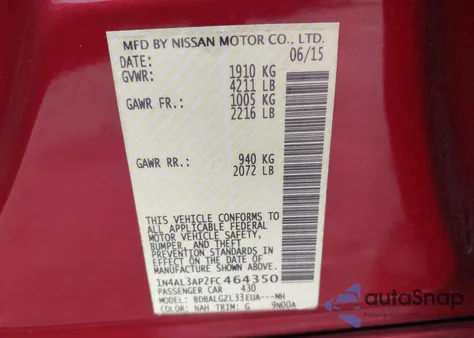 MFD BY NISSAN MOTOR CO., LTD.
DATE: 06/15
GVWR: 1910 KG
4211 LB
GAWR FR.: 1005 KG
2216 LB
GAWR RR.: 940 KG
2072 LB
THIS VEHICLE CONFORMS TO
ALL APPLICABLE FEDERAL
MOTOR VEHICLE SAFETY,
BUMPER, AND THEFT
PREVENTION STANDARDS IN
EFFECT ON THE DATE OF
MANUFACTURE SHOWN ABOVE.
1N4AL3AP2FC464350
PASSENGER CAR 430
MODEL: BDBALGZL33EUA---MH
COLOR: NAH TRIM: G 9N00A
autoSnap
www.autosnap